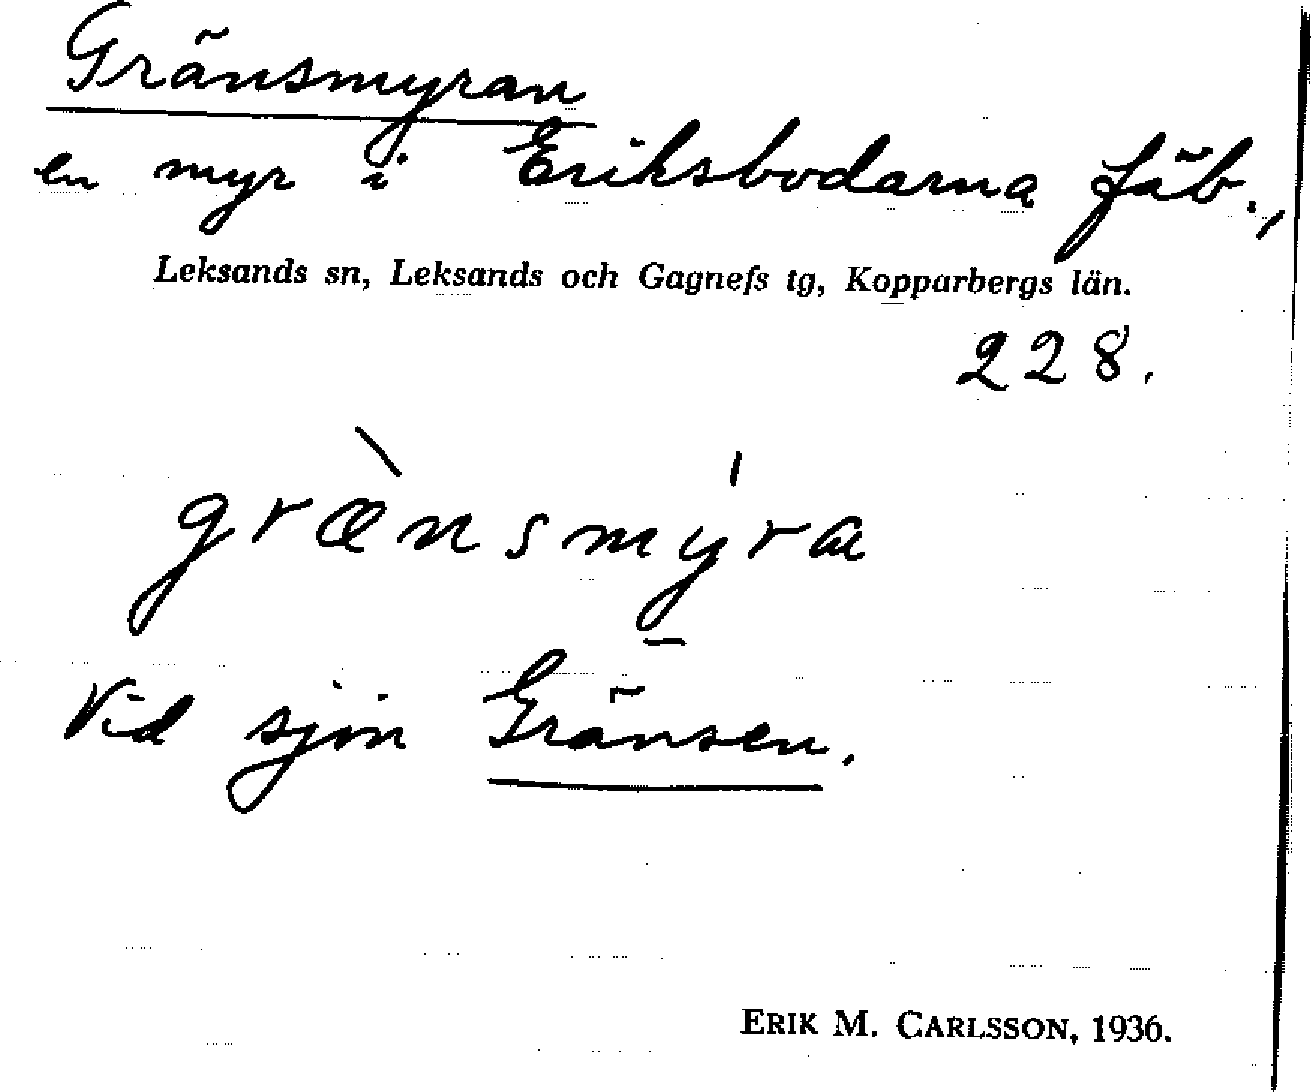 Gränsmyran
en myr i Eriksbodarna fäb.,
Leksands sn, Leksands och Gagnefs tg, Kopparbergs län.
228.
grænsmyra
Vid sjön Gränsen.
ERIK M. CARLSSON, 1936.